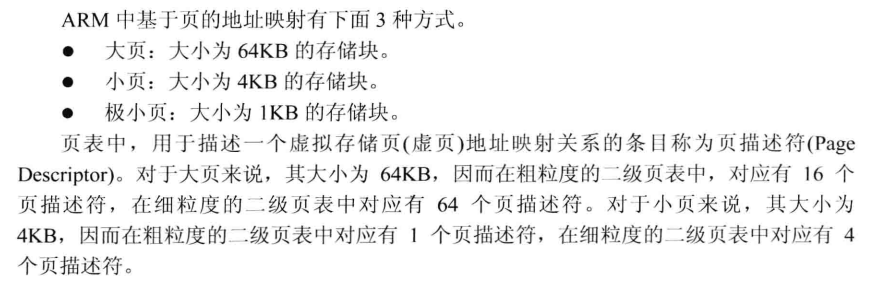 ARM 中基于页的地址映射有下面 3 种方式。
● 大页：大小为 64KB 的存储块。
● 小页：大小为 4KB 的存储块。
● 极小页：大小为 1KB 的存储块。
页表中，用于描述一个虚拟存储页(虚页)地址映射关系的条目称为页描述符(Page
Descriptor)。对于大页来说，其大小为 64KB，因而在粗粒度的二级页表中，对应有 16 个
页描述符，在细粒度的二级页表中对应有 64 个页描述符。对于小页来说，其大小为
4KB，因而在粗粒度的二级页表中对应有 1 个页描述符，在细粒度的二级页表中对应有 4
个页描述符。